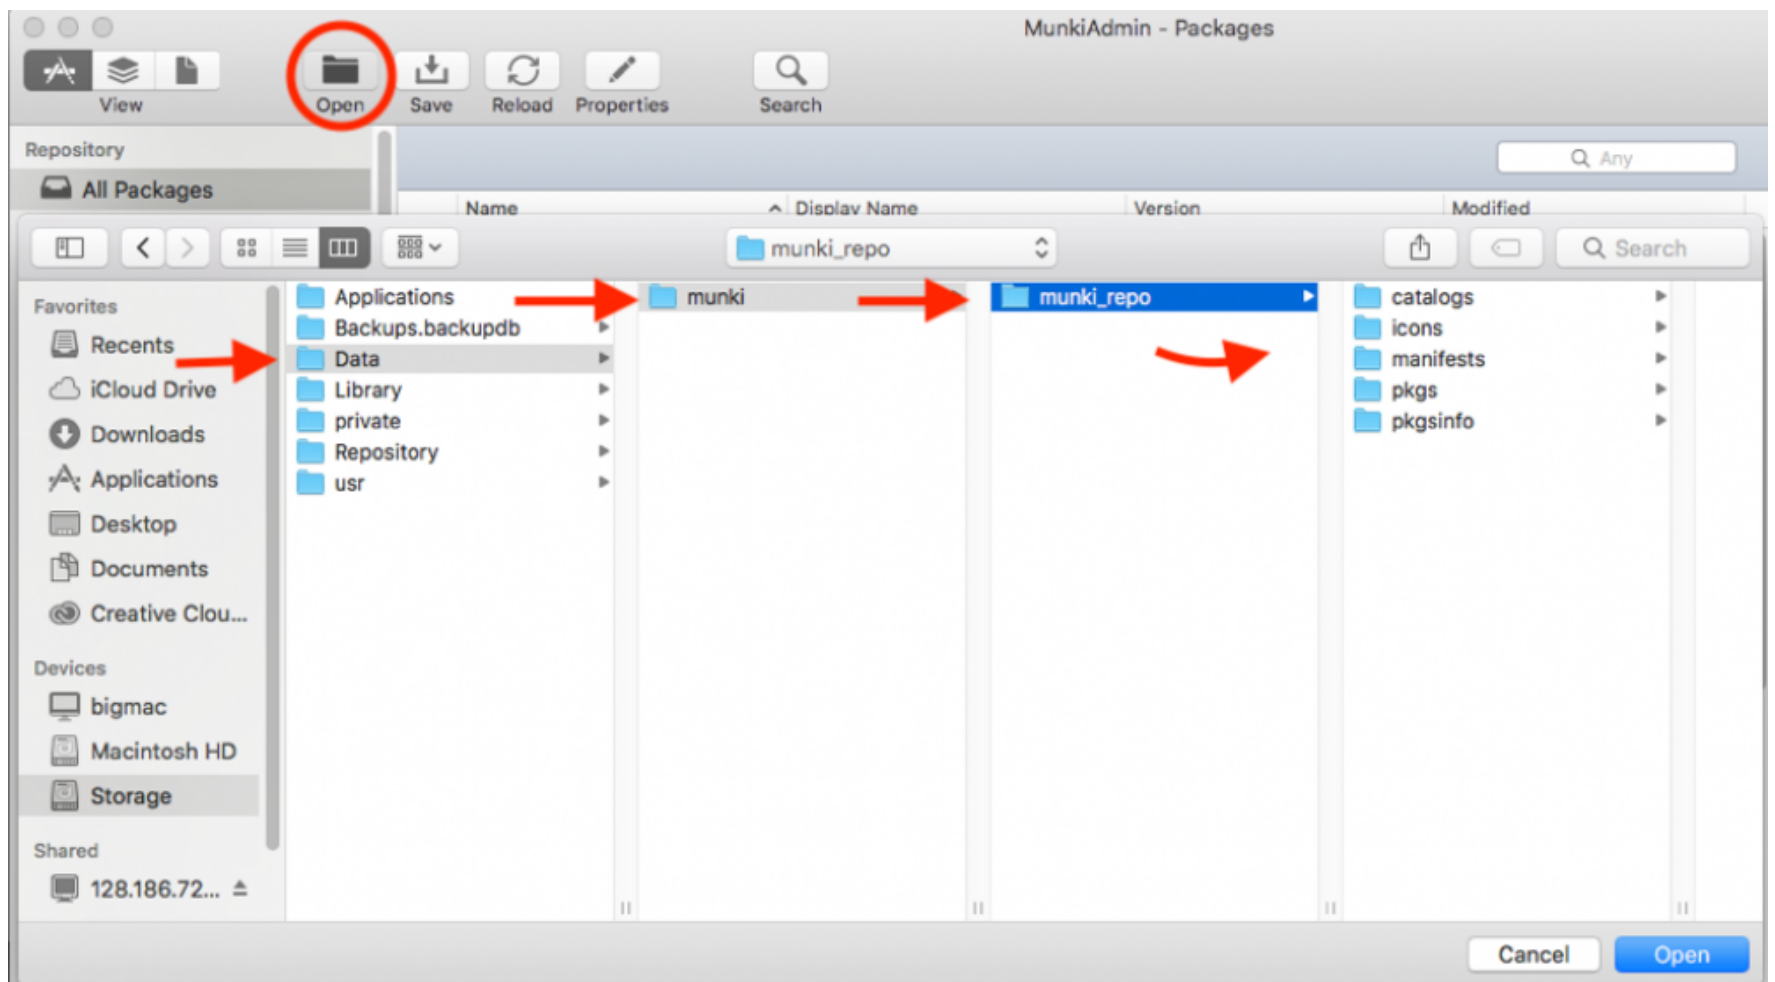 MunkiAdmin - Packages
View Open Save Reload Properties Search
Repository
Any
All Packages
Name Display Name Version Modified
munki_repo Search
Favorites
Recents
iCloud Drive
Downloads
Applications
Desktop
Documents
Creative Clou...
Devices
bigmac
Macintosh HD
Storage
Shared
128.186.72...
Applications
Backups.backupdb
Data
Library
private
Repository
usr
munki
munki_repo
catalogs
icons
manifests
pkgs
pkgsinfo
Cancel Open